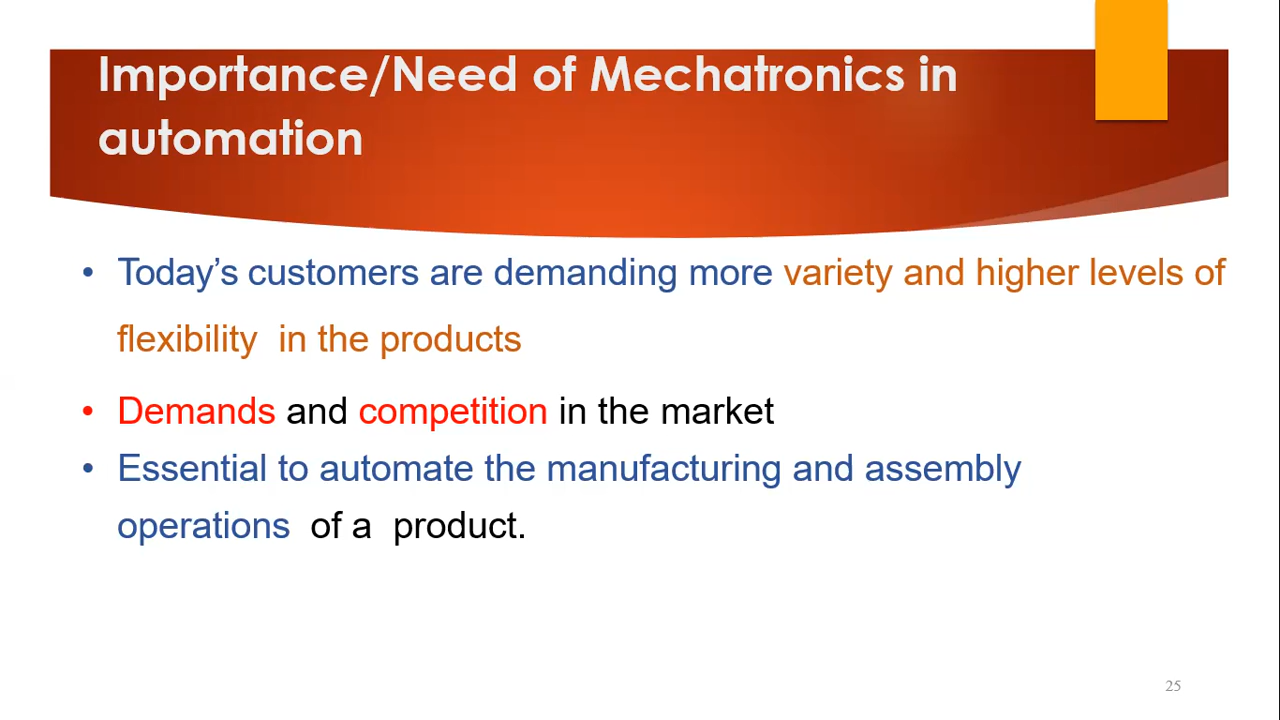 Importance/Need of Mechatronics in
automation
• Today’s customers are demanding more variety and higher levels of
flexibility  in the products
• Demands and competition in the market
• Essential to automate the manufacturing and assembly
operations  of a  product.
25